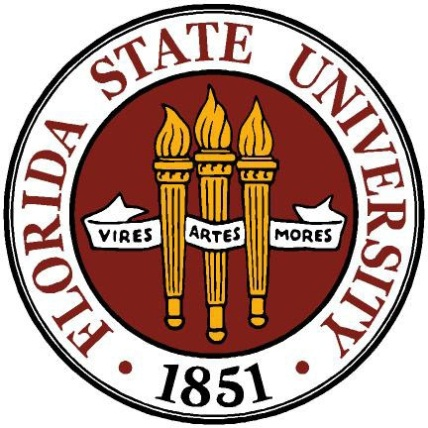 FLORIDA STATE UNIVERSITY
VIRES ARTES MORES
• 1851 •